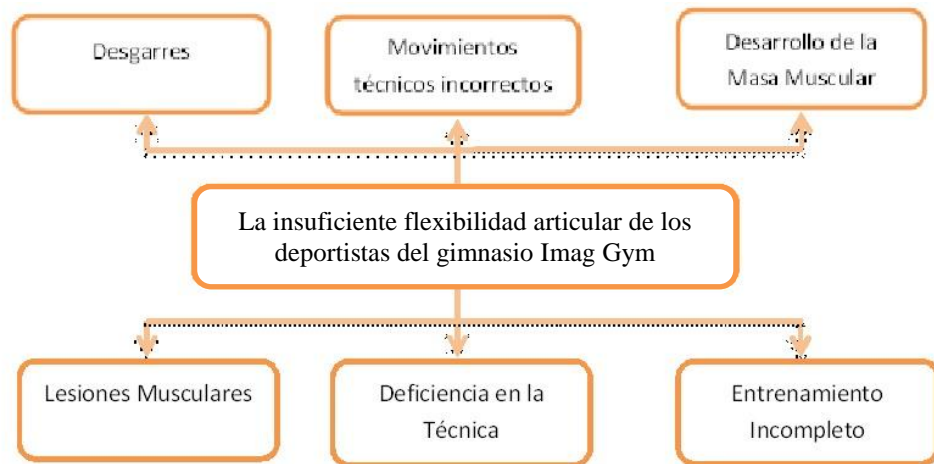 Desgarres
Movimientos
técnicos incorrectos
Desarrollo de la
Masa Muscular
La insuficiente flexibilidad articular de los
deportistas del gimnasio Imag Gym
Lesiones Musculares
Deficiencia en la
Técnica
Entrenamiento
Incompleto